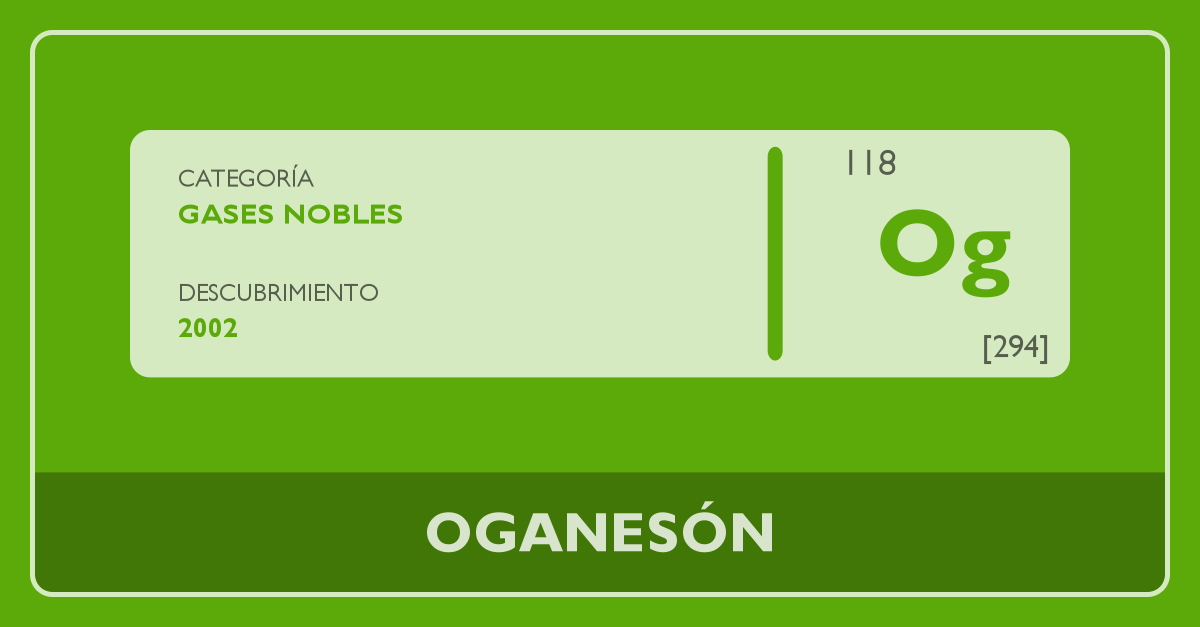 CATEGORÍA
GASES NOBLES
DESCUBRIMIENTO
2002
118
Og
[294]
OGANESÓN